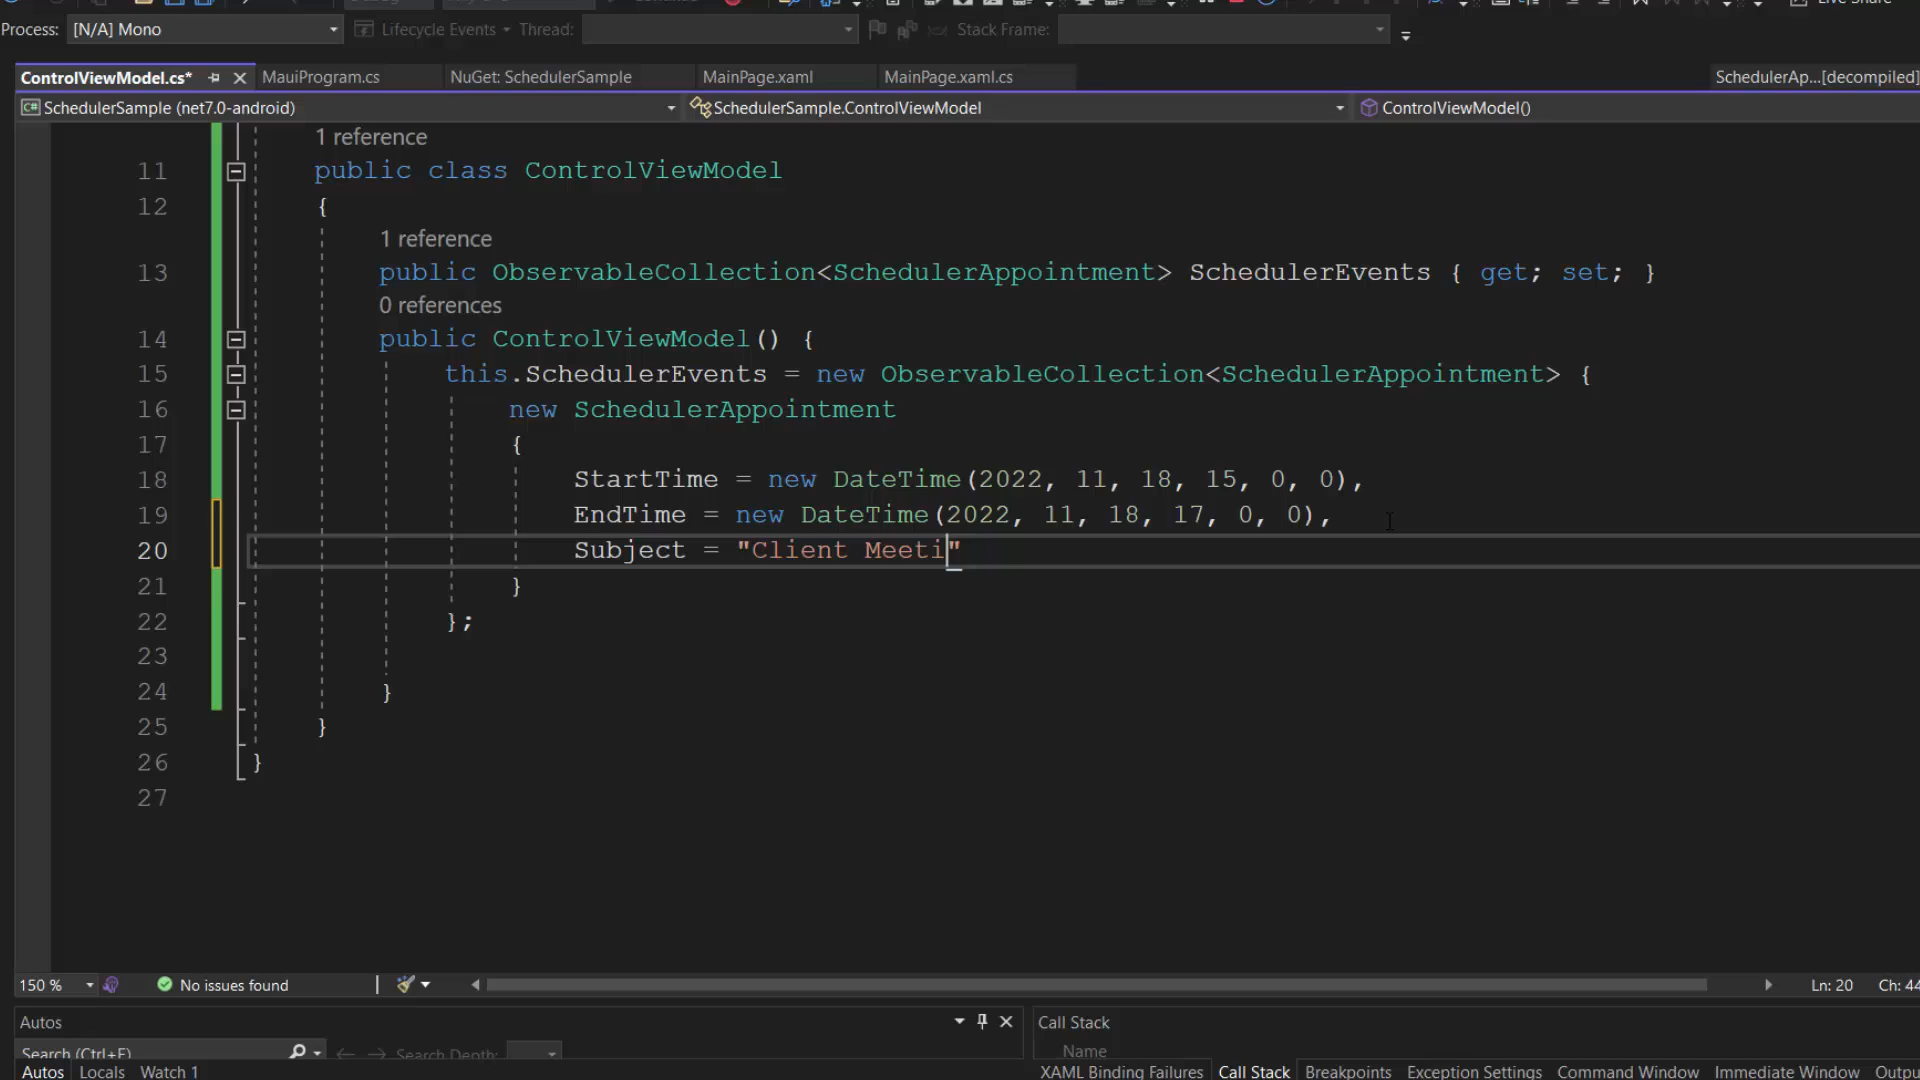 Process: [N/A] Mono Lifecycle Events Thread: Stack Frame:
ControlViewModel.cs* MauiProgram.cs NuGet: SchedulerSample MainPage.xaml MainPage.xaml.cs SchedulerAp...[decompiled]
C# SchedulerSample (net7.0-android) SchedulerSample.ControlViewModel ControlViewModel()
1 reference
11 public class ControlViewModel
12 {
1 reference
13 public ObservableCollection<SchedulerAppointment> SchedulerEvents { get; set; }
0 references
14 public ControlViewModel() {
15 this.SchedulerEvents = new ObservableCollection<SchedulerAppointment> {
16 new SchedulerAppointment
17 {
18 StartTime = new DateTime(2022, 11, 18, 15, 0, 0),
19 EndTime = new DateTime(2022, 11, 18, 17, 0, 0),
20 Subject = "Client Meeti"
21 }
22 };
23
24 }
25 }
26 }
27
150 % No issues found Ln: 20 Ch: 44
Autos Call Stack
Search (Ctrl+E) Search Depth: Name
Autos Locals Watch 1 XAML Binding Failures Call Stack Breakpoints Exception Settings Command Window Immediate Window Outpu